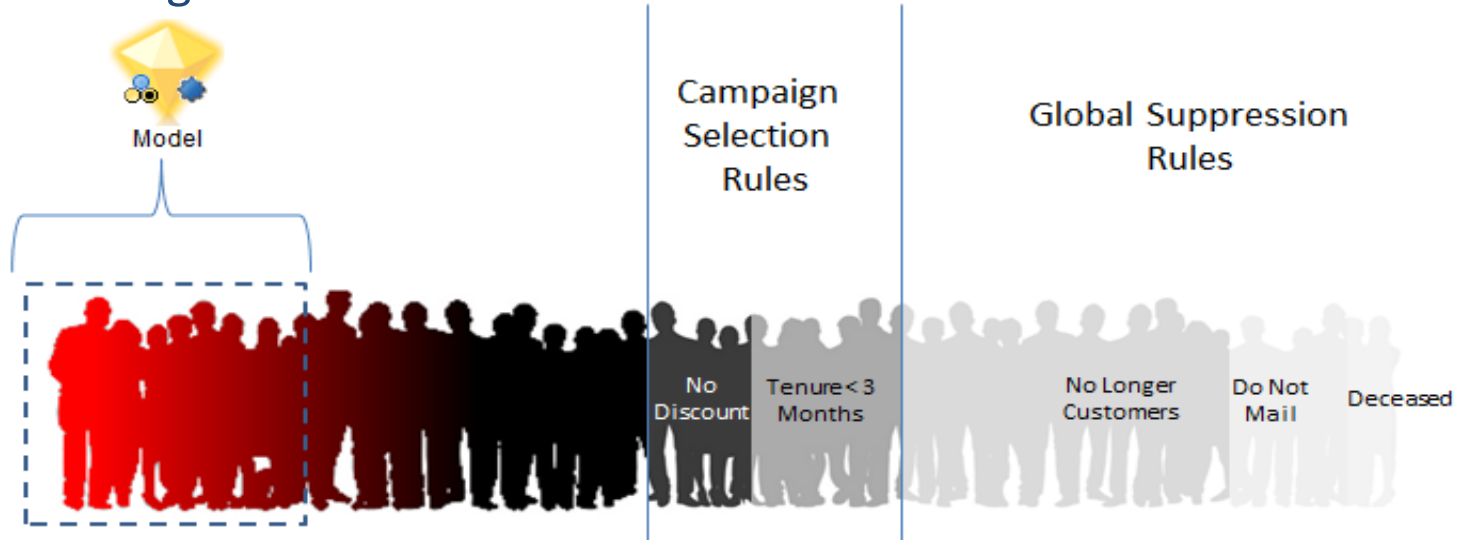 Model
Campaign
Selection
Rules
Global Suppression
Rules
No
Discount
Tenure< 3
Months
No Longer
Customers
Do Not
Mail
Deceased